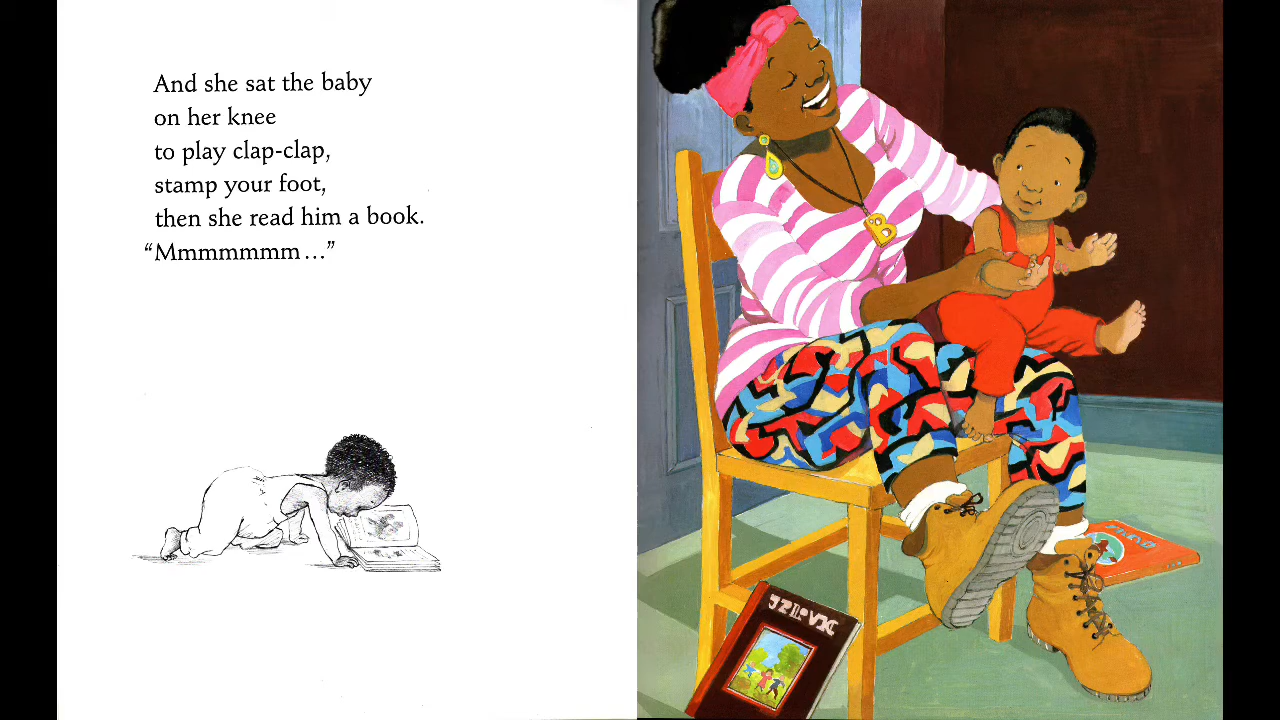 And she sat the baby
on her knee
to play clap-clap,
stamp your foot,
then she read him a book.
“Mmmmmmm…”
B